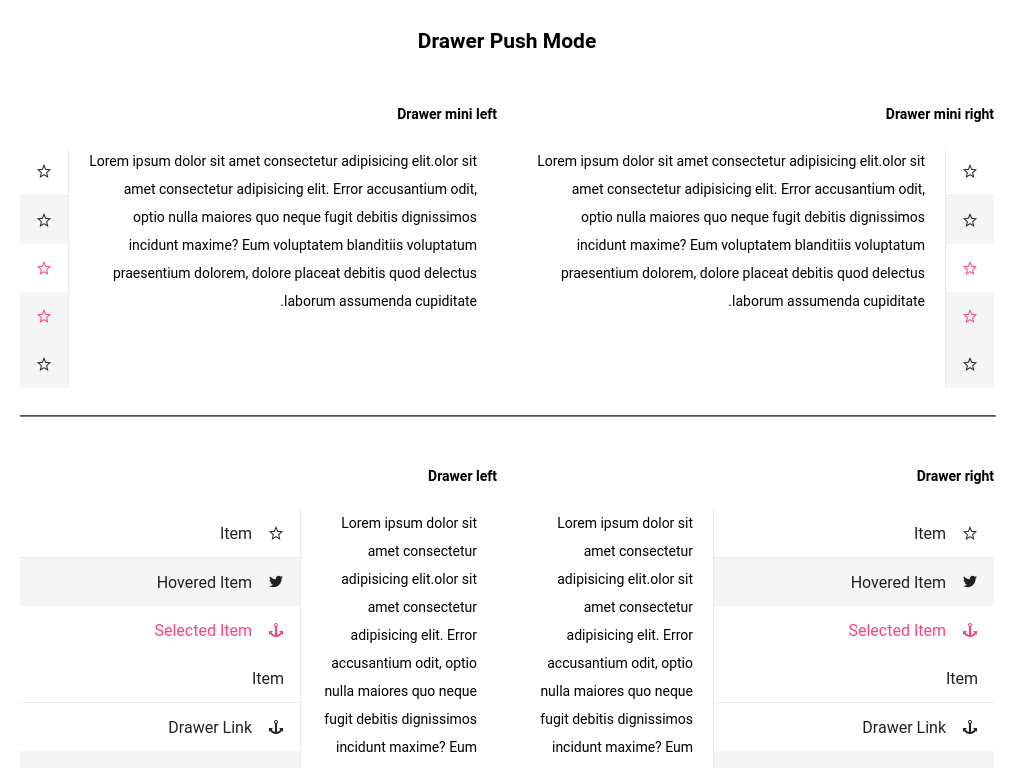 Drawer Push Mode
Drawer mini left
Lorem ipsum dolor sit amet consectetur adipisicing elit.olor sit
amet consectetur adipisicing elit. Error accusantium odit,
optio nulla maiores quo neque fugit debitis dignissimos
incidunt maxime? Eum voluptatem blanditiis voluptatum
praesentium dolorem, dolore placeat debitis quod delectus
.laborum assumenda cupiditate
Drawer mini right
Lorem ipsum dolor sit amet consectetur adipisicing elit.olor sit
amet consectetur adipisicing elit. Error accusantium odit,
optio nulla maiores quo neque fugit debitis dignissimos
incidunt maxime? Eum voluptatem blanditiis voluptatum
praesentium dolorem, dolore placeat debitis quod delectus
.laborum assumenda cupiditate
Drawer left
Item
Hovered Item
Selected Item
Item
Drawer Link
Lorem ipsum dolor sit
amet consectetur
adipisicing elit.olor sit
amet consectetur
adipisicing elit. Error
accusantium odit, optio
nulla maiores quo neque
fugit debitis dignissimos
incidunt maxime? Eum
Drawer right
Lorem ipsum dolor sit
amet consectetur
adipisicing elit.olor sit
amet consectetur
adipisicing elit. Error
accusantium odit, optio
nulla maiores quo neque
fugit debitis dignissimos
incidunt maxime? Eum
Item
Hovered Item
Selected Item
Item
Drawer Link